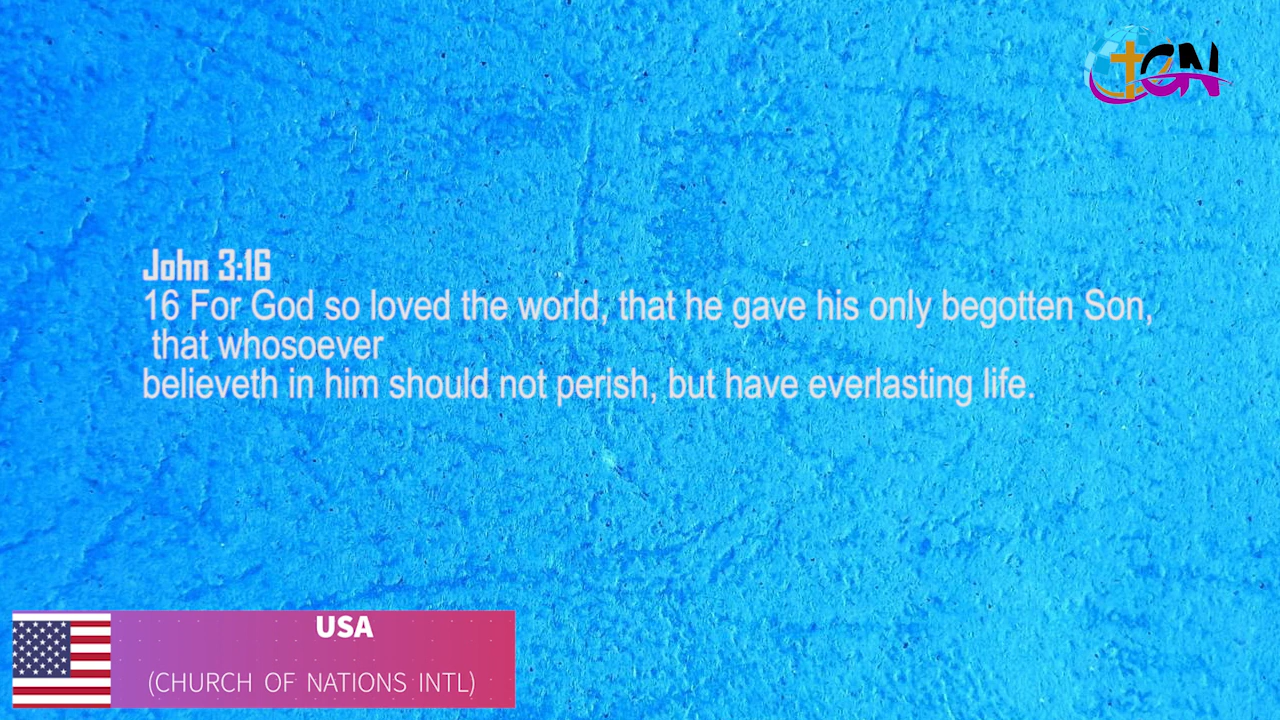 GN
John 3:16
16 For God so loved the world, that he gave his only begotten Son,
that whosoever
believeth in him should not perish, but have everlasting life.
USA
(CHURCH OF NATIONS INTL)